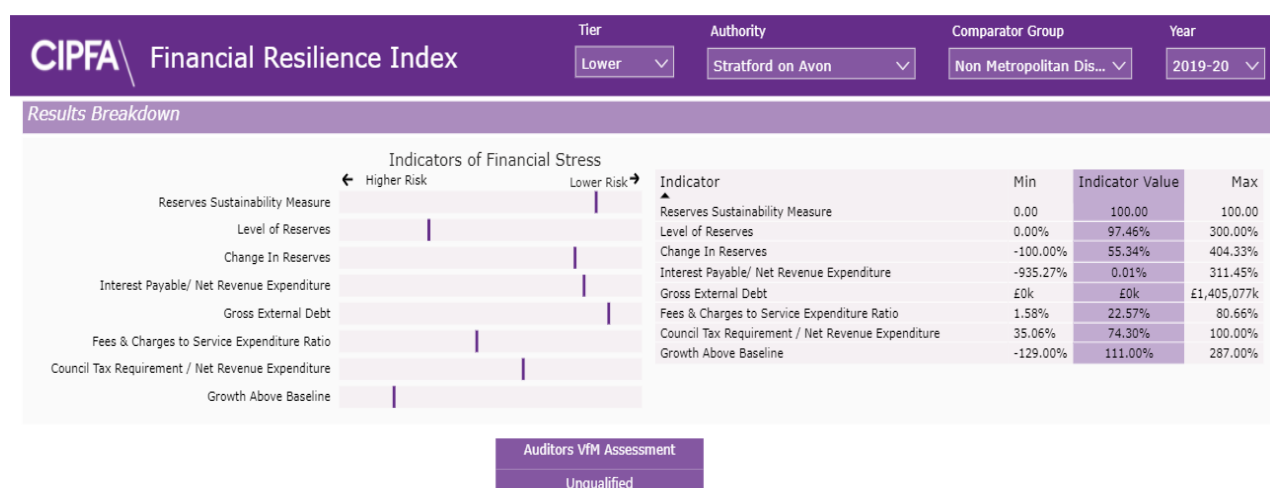 CIPFA\ Financial Resilience Index
Tier
Lower
Authority
Stratford on Avon
Comparator Group
Non Metropolitan Dis...
Year
2019-20
Results Breakdown
Indicators of Financial Stress
← Higher Risk Lower Risk →
Reserves Sustainability Measure
Level of Reserves
Change In Reserves
Interest Payable/ Net Revenue Expenditure
Gross External Debt
Fees & Charges to Service Expenditure Ratio
Council Tax Requirement / Net Revenue Expenditure
Growth Above Baseline
Indicator Min Indicator Value Max
Reserves Sustainability Measure 0.00 100.00 100.00
Level of Reserves 0.00% 97.46% 300.00%
Change In Reserves -100.00% 55.34% 404.33%
Interest Payable/ Net Revenue Expenditure -935.27% 0.01% 311.45%
Gross External Debt £0k £0k £1,405,077k
Fees & Charges to Service Expenditure Ratio 1.58% 22.57% 80.66%
Council Tax Requirement / Net Revenue Expenditure 35.06% 74.30% 100.00%
Growth Above Baseline -129.00% 111.00% 287.00%
Auditors VfM Assessment
Unqualified